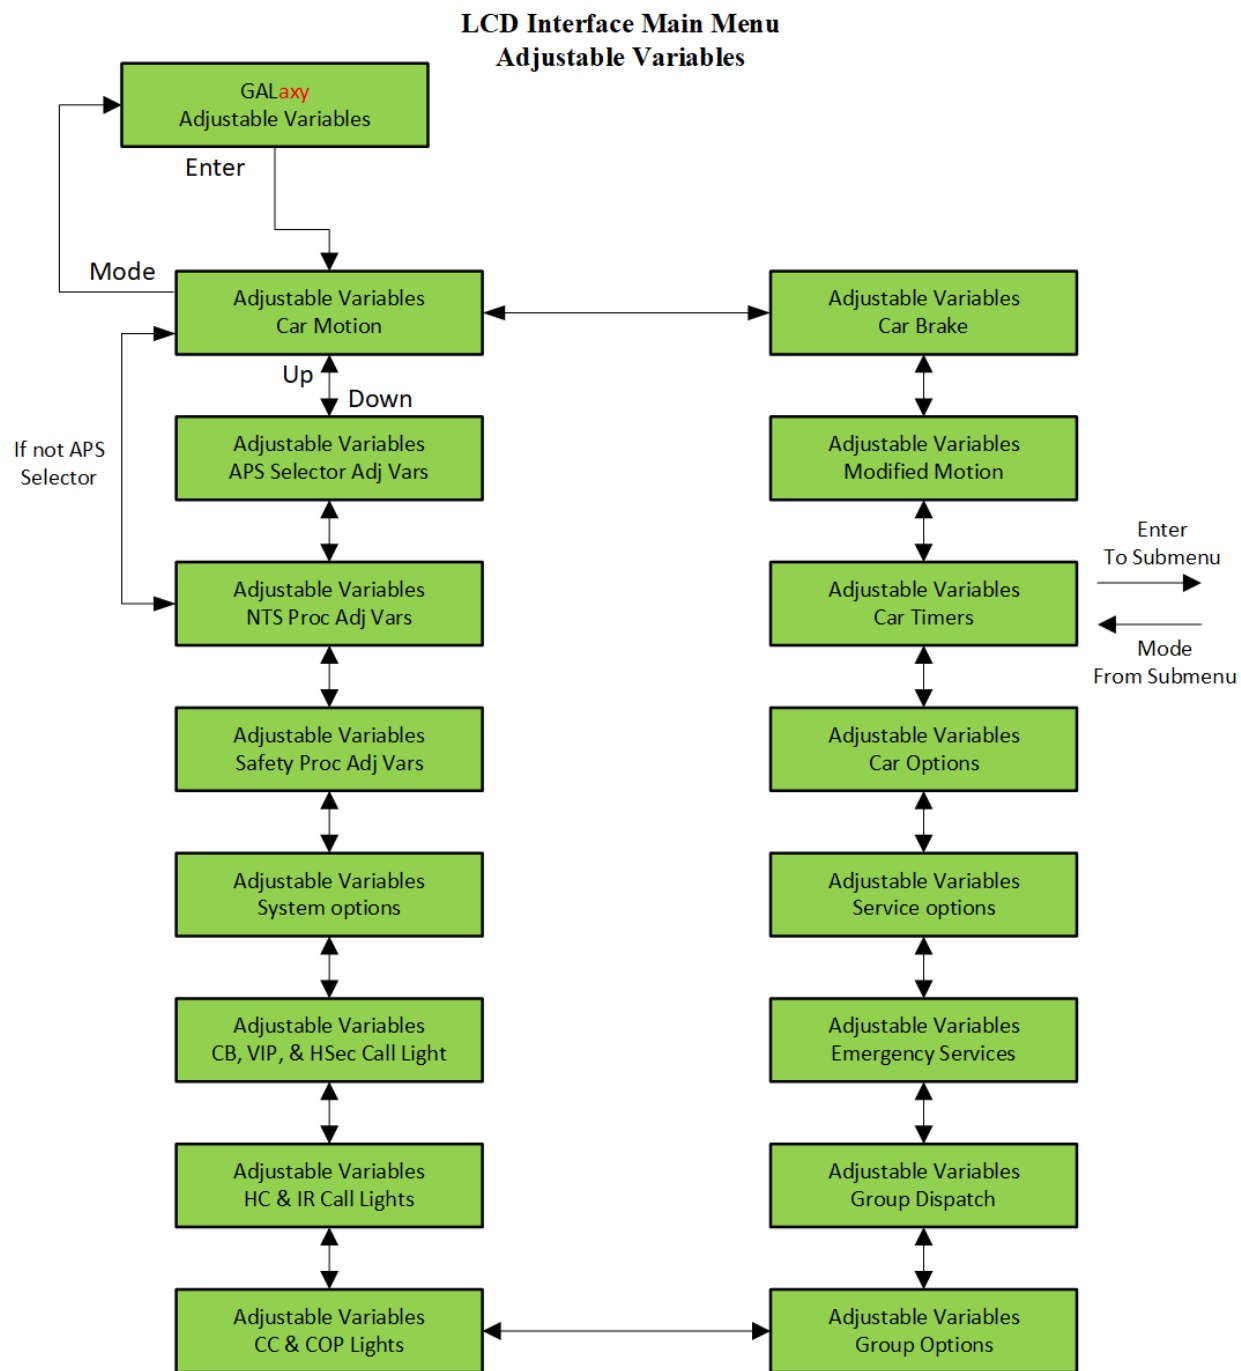 LCD Interface Main Menu
Adjustable Variables
GALaxy
Adjustable Variables
Enter
Mode
Adjustable Variables
Car Motion
Adjustable Variables
Car Brake
Up
Down
If not APS
Selector
Adjustable Variables
APS Selector Adj Vars
Adjustable Variables
Modified Motion
Adjustable Variables
NTS Proc Adj Vars
Adjustable Variables
Car Timers
Enter
To Submenu
Mode
From Submenu
Adjustable Variables
Safety Proc Adj Vars
Adjustable Variables
Car Options
Adjustable Variables
System options
Adjustable Variables
Service options
Adjustable Variables
CB, VIP, & HSec Call Light
Adjustable Variables
Emergency Services
Adjustable Variables
HC & IR Call Lights
Adjustable Variables
Group Dispatch
Adjustable Variables
CC & COP Lights
Adjustable Variables
Group Options